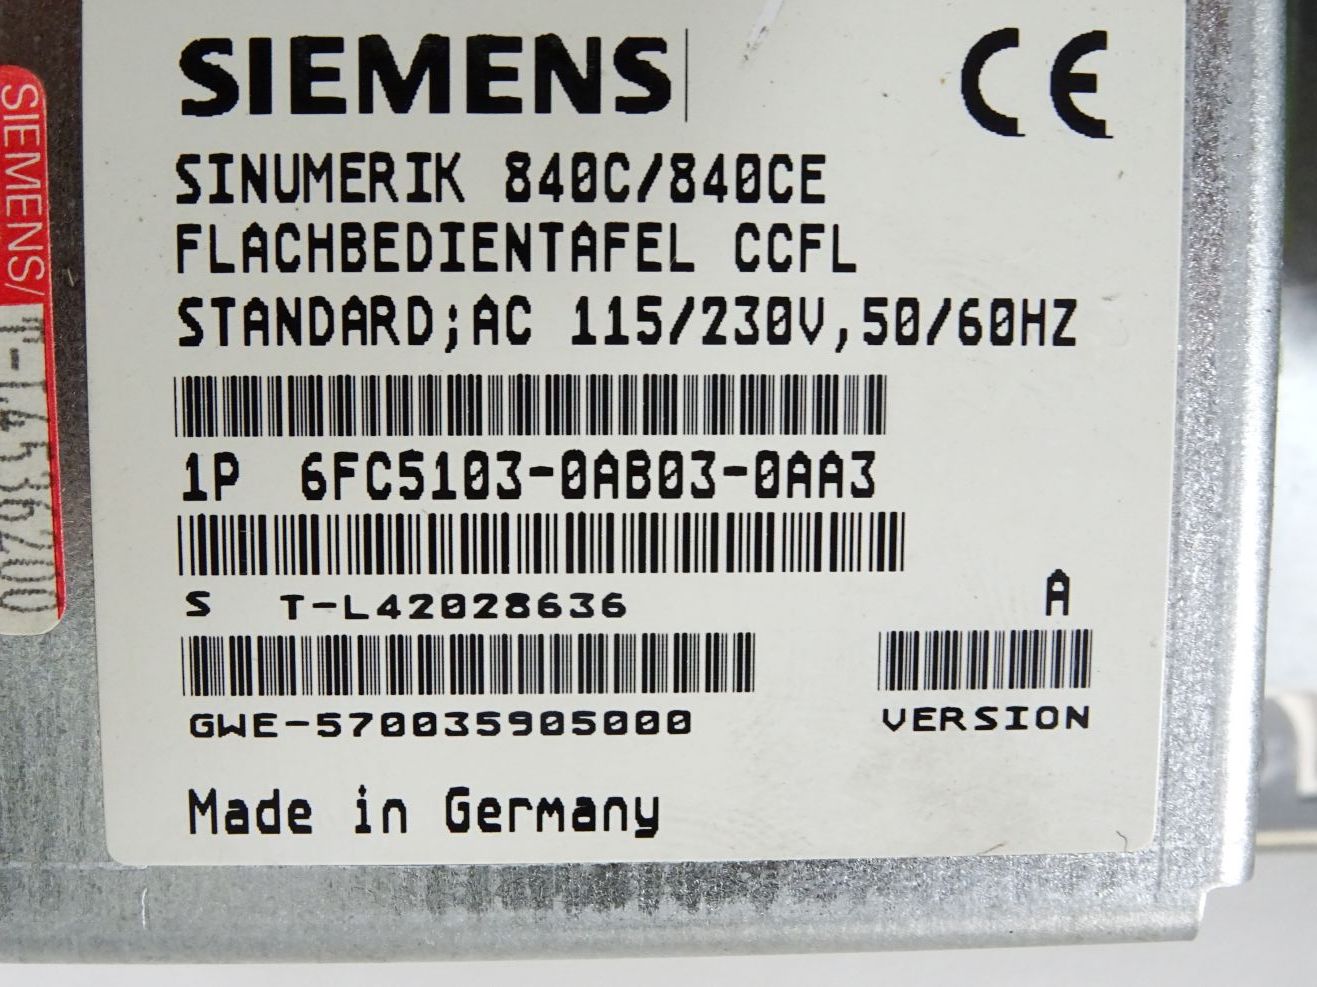 SIEMENS
CE
SINUMERIK 840C/840CE
FLACHBEDIENTAFEL CCFL
STANDARD;AC 115/230V,50/60HZ
1P 6FC5103-0AB03-0AA3
S T-L42028636
A
GWE-570035905000
VERSION
Made in Germany
SIEMENS/